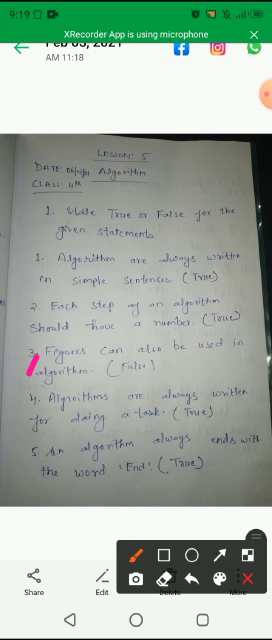 9:19
XRecorder App is using microphone
Feb 05, 2021
AM 11:18
LESSON: 5
DATE Algorithm
CLASS: 4th
1. State True or False for the
given statements
1. Algorithm are always written
in simple sentences (True)
2. Each step of an algorithm
should have a number. (True)
3. Figures can also be used in
algorithm. (False)
4. Algorithms are always written
for doing a task. (True)
5. An algorithm always ends with
the word 'End'. (True)
Share
Edit
Delete
More